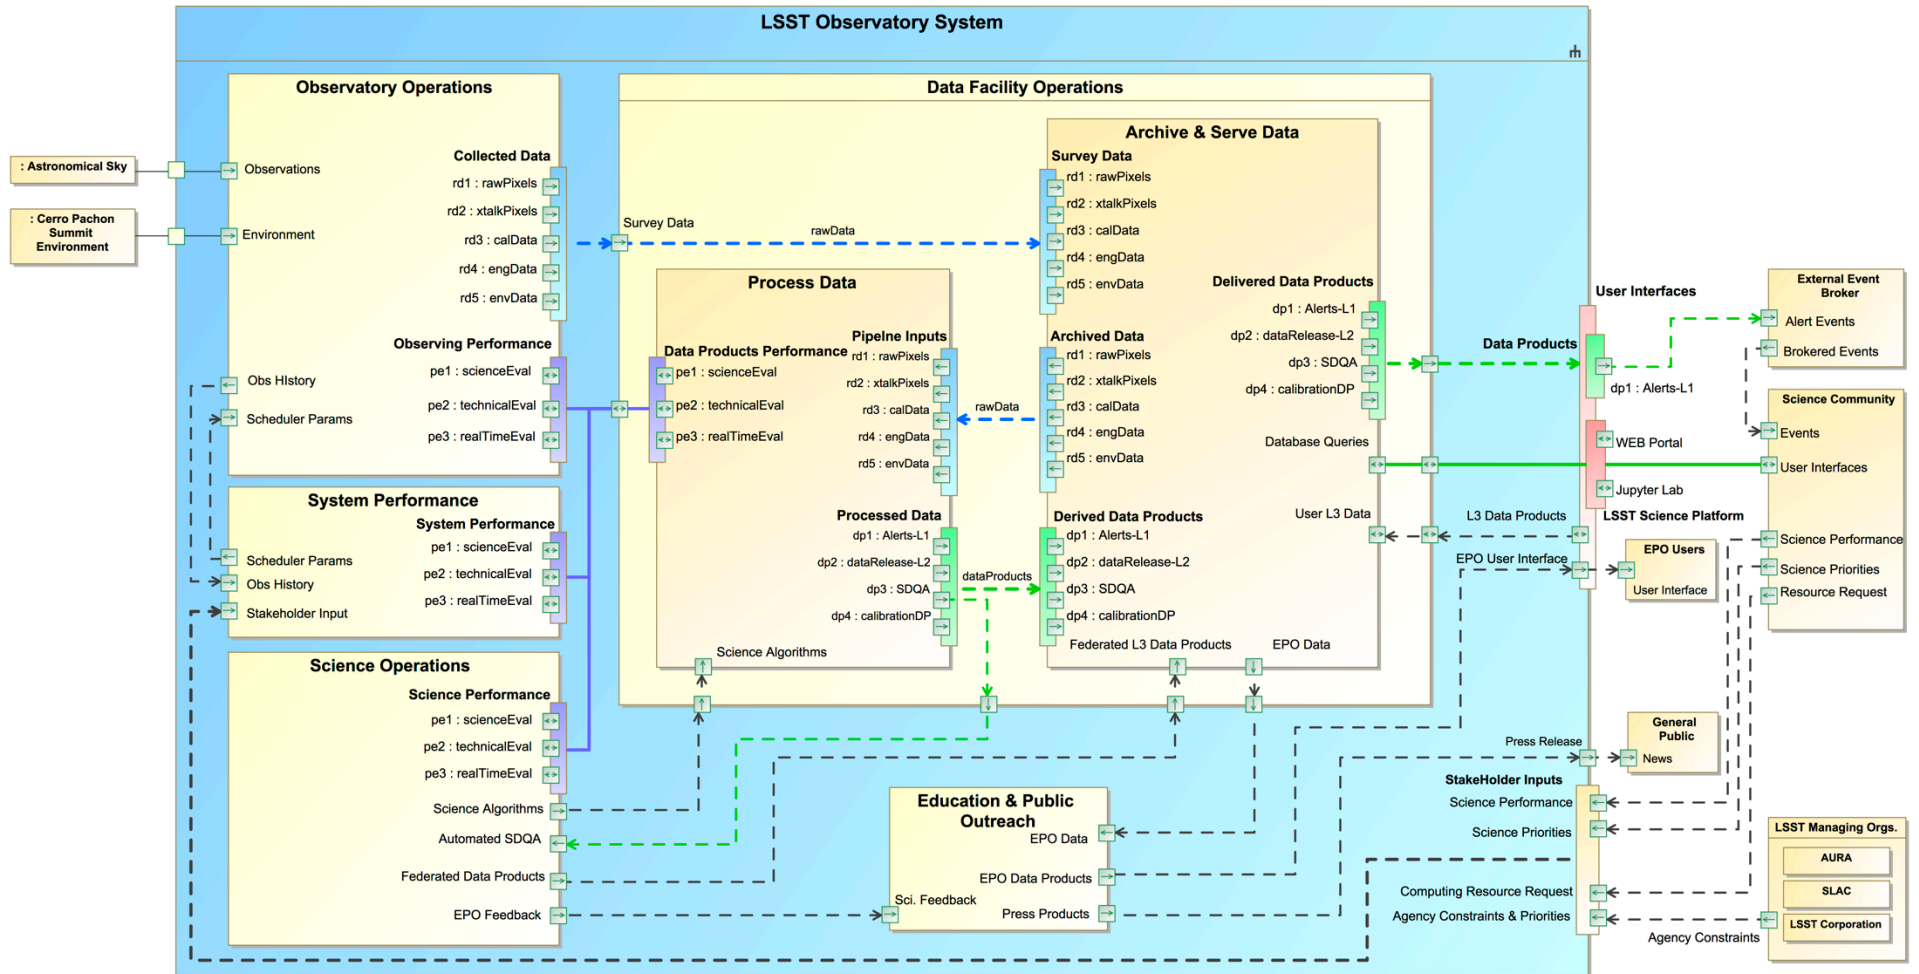 LSST Observatory System
: Astronomical Sky
: Cerro Pachon
Summit
Environment
Observatory Operations
Observations
Environment
Collected Data
rd1 : rawPixels
rd2 : xtalkPixels
rd3 : calData
rd4 : engData
rd5 : envData
Observing Performance
pe1 : scienceEval
pe2 : technicalEval
pe3 : realTimeEval
Obs HIstory
Scheduler Params
System Performance
System Performance
pe1 : scienceEval
pe2 : technicalEval
pe3 : realTimeEval
Scheduler Params
Obs History
Stakeholder Input
Science Operations
Science Performance
pe1 : scienceEval
pe2 : technicalEval
pe3 : realTimeEval
Science Algorithms
Automated SDQA
Federated Data Products
EPO Feedback
Data Facility Operations
Survey Data
rawData
Process Data
Data Products Performance
pe1 : scienceEval
pe2 : technicalEval
pe3 : realTimeEval
Pipelne Inputs
rd1 : rawPixels
rd2 : xtalkPixels
rd3 : calData
rd4 : engData
rd5 : envData
Processed Data
dp1 : Alerts-L1
dp2 : dataRelease-L2
dp3 : SDQA
dp4 : calibrationDP
Science Algorithms
rawData
dataProducts
Archive & Serve Data
Survey Data
rd1 : rawPixels
rd2 : xtalkPixels
rd3 : calData
rd4 : engData
rd5 : envData
Archived Data
rd1 : rawPixels
rd2 : xtalkPixels
rd3 : calData
rd4 : engData
rd5 : envData
Derived Data Products
dp1 : Alerts-L1
dp2 : dataRelease-L2
dp3 : SDQA
dp4 : calibrationDP
Federated L3 Data Products
EPO Data
Delivered Data Products
dp1 : Alerts-L1
dp2 : dataRelease-L2
dp3 : SDQA
dp4 : calibrationDP
Database Queries
User L3 Data
Education & Public
Outreach
EPO Data
EPO Data Products
Sci. Feedback
Press Products
User Interfaces
Data Products
dp1 : Alerts-L1
WEB Portal
Jupyter Lab
LSST Science Platform
L3 Data Products
EPO User Interface
Press Release
StakeHolder Inputs
Science Performance
Science Priorities
Computing Resource Request
Agency Constraints & Priorities
External Event
Broker
Alert Events
Brokered Events
Science Community
Events
User Interfaces
Science Performance
Science Priorities
Resource Request
EPO Users
User Interface
General
Public
News
LSST Managing Orgs.
AURA
SLAC
LSST Corporation
Agency Constraints